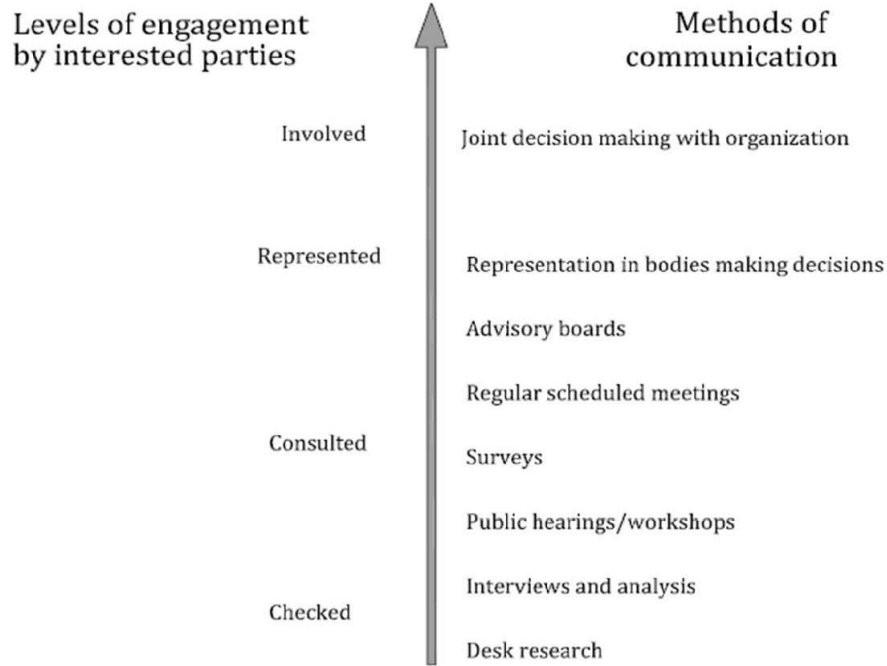 Levels of engagement
by interested parties
Methods of
communication
Involved
Joint decision making with organization
Represented
Representation in bodies making decisions
Advisory boards
Regular scheduled meetings
Consulted
Surveys
Public hearings/workshops
Interviews and analysis
Checked
Desk research